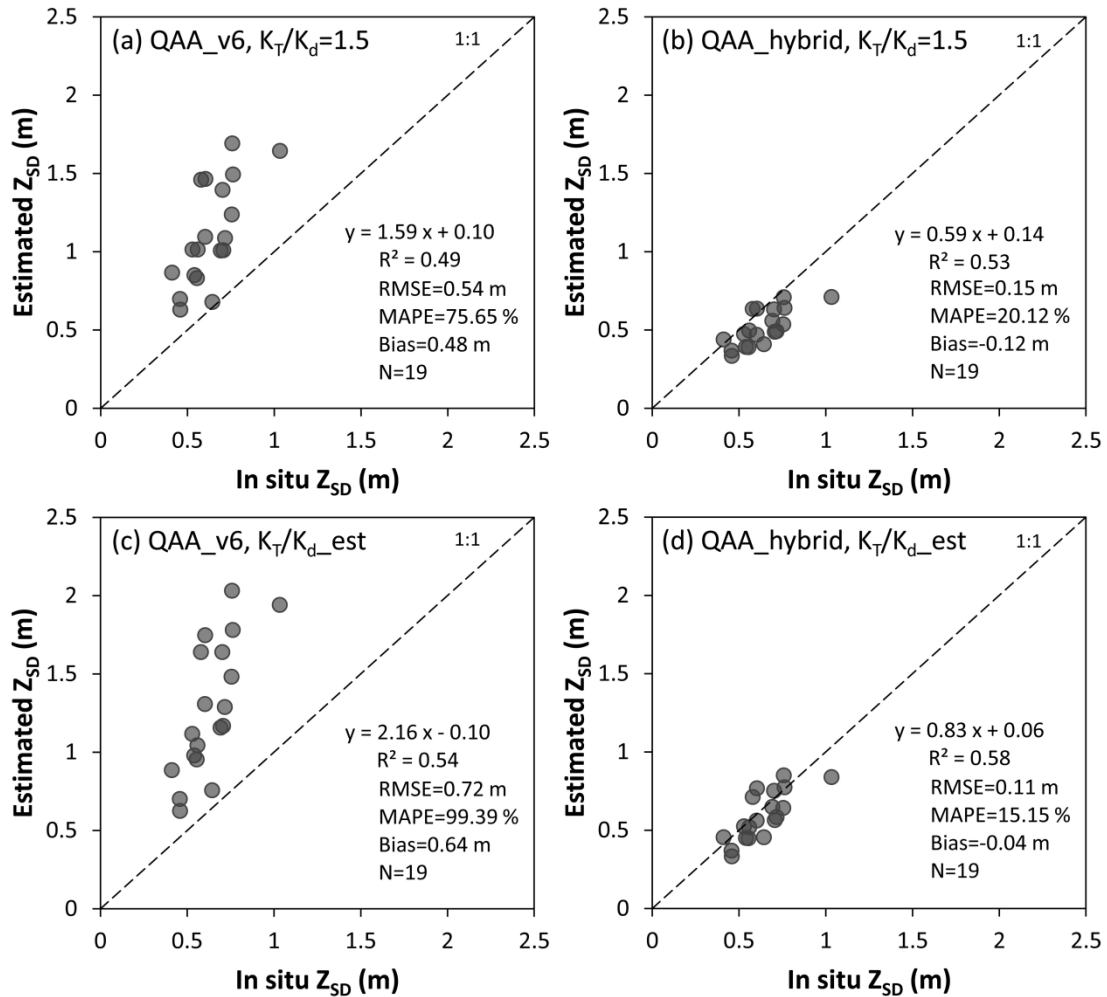 (a) QAA_v6, K_T/K_d=1.5
1:1
2.5
2
1.5
1
0.5
0
Estimated Z_SD (m)
y = 1.59 x + 0.10
R² = 0.49
RMSE=0.54 m
MAPE=75.65 %
Bias=0.48 m
N=19
0 0.5 1 1.5 2 2.5
In situ Z_SD (m)
(b) QAA_hybrid, K_T/K_d=1.5
1:1
2.5
2
1.5
1
0.5
0
Estimated Z_SD (m)
y = 0.59 x + 0.14
R² = 0.53
RMSE=0.15 m
MAPE=20.12 %
Bias=-0.12 m
N=19
0 0.5 1 1.5 2 2.5
In situ Z_SD (m)
(c) QAA_v6, K_T/K_d_est
1:1
2.5
2
1.5
1
0.5
0
Estimated Z_SD (m)
y = 2.16 x - 0.10
R² = 0.54
RMSE=0.72 m
MAPE=99.39 %
Bias=0.64 m
N=19
0 0.5 1 1.5 2 2.5
In situ Z_SD (m)
(d) QAA_hybrid, K_T/K_d_est
1:1
2.5
2
1.5
1
0.5
0
Estimated Z_SD (m)
y = 0.83 x + 0.06
R² = 0.58
RMSE=0.11 m
MAPE=15.15 %
Bias=-0.04 m
N=19
0 0.5 1 1.5 2 2.5
In situ Z_SD (m)